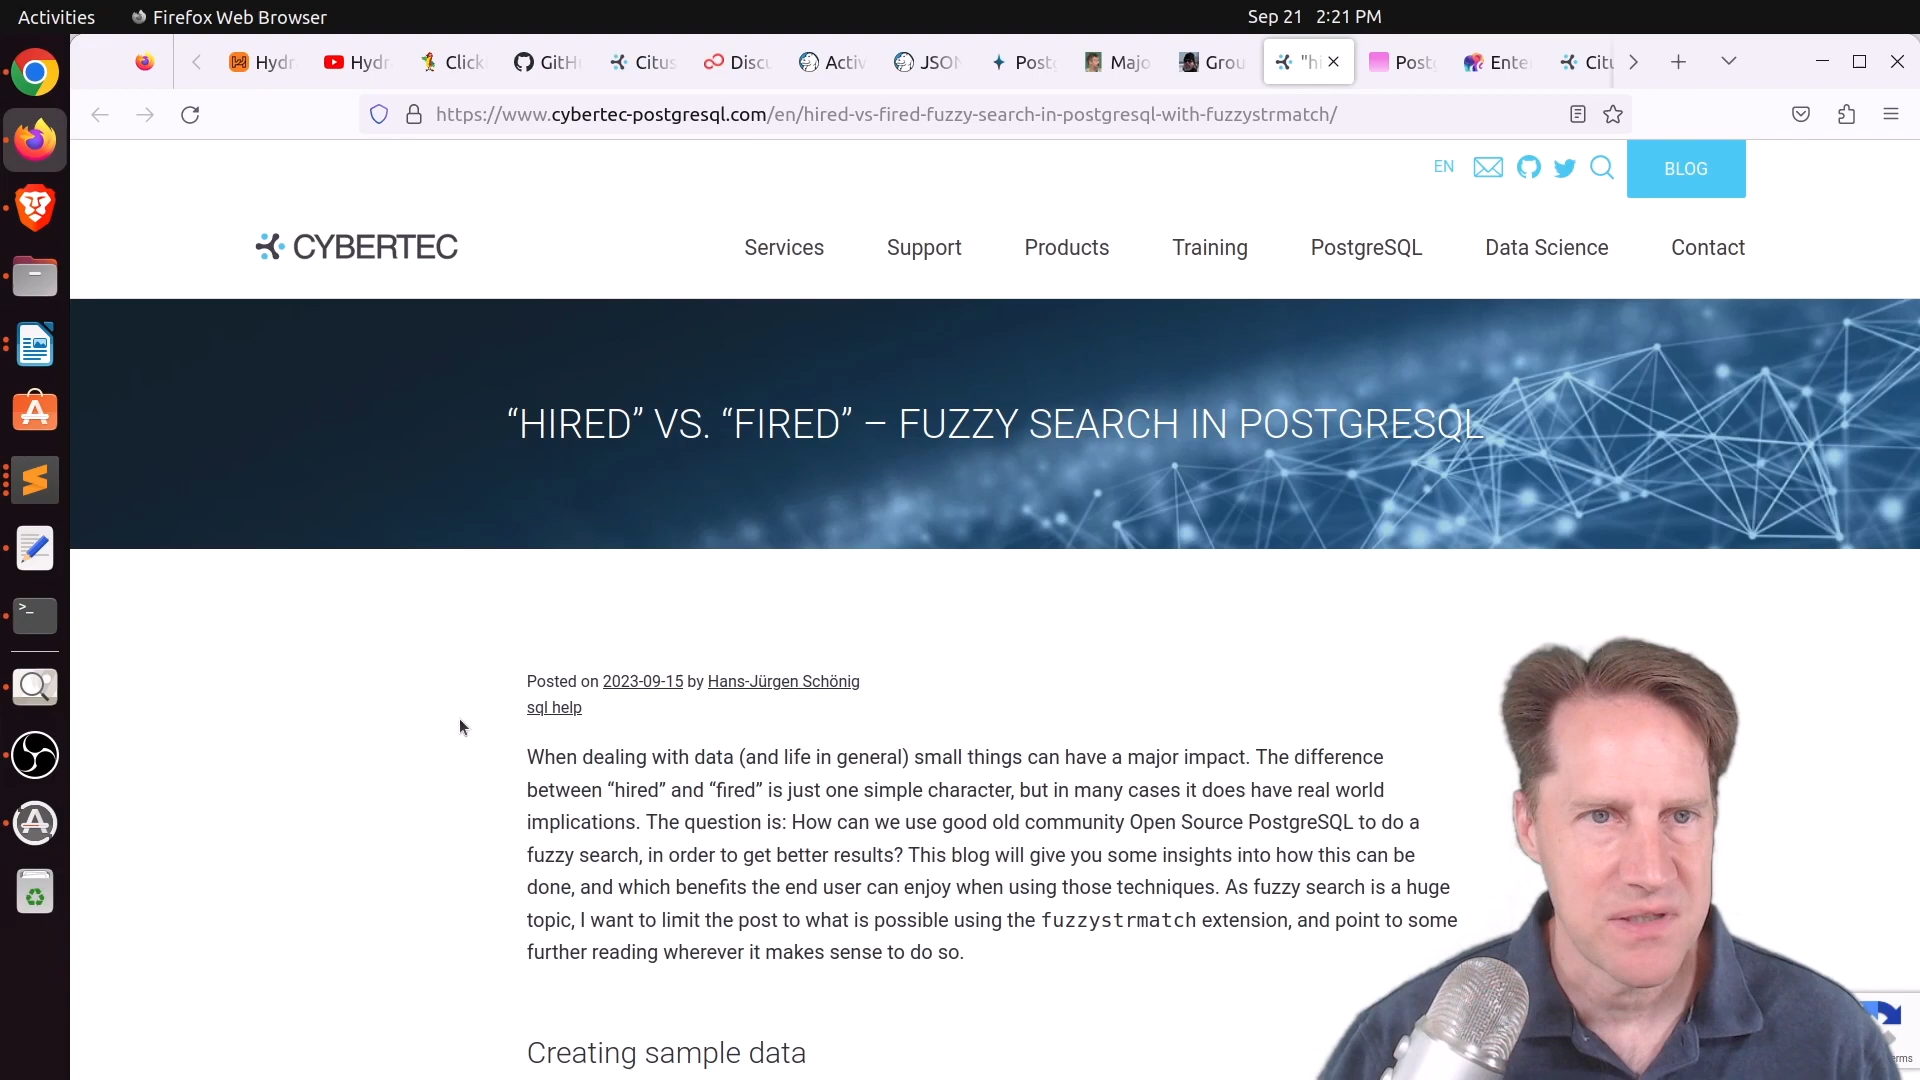 Activities
Firefox Web Browser
Sep 21 2:21 PM
Hydr
Hydr
Click
GitH
Citus
Discu
Activ
JSON
Postg
Majo
Grou
"hi
Postg
Enter
Citu
https://www.cybertec-postgresql.com/en/hired-vs-fired-fuzzy-search-in-postgresql-with-fuzzystrmatch/
EN
BLOG
CYBERTEC
Services
Support
Products
Training
PostgreSQL
Data Science
Contact
“HIRED” VS. “FIRED” – FUZZY SEARCH IN POSTGRESQL
Posted on 2023-09-15 by Hans-Jürgen Schönig
sql help
When dealing with data (and life in general) small things can have a major impact. The difference
between “hired” and “fired” is just one simple character, but in many cases it does have real world
implications. The question is: How can we use good old community Open Source PostgreSQL to do a
fuzzy search, in order to get better results? This blog will give you some insights into how this can be
done, and which benefits the end user can enjoy when using those techniques. As fuzzy search is a huge
topic, I want to limit the post to what is possible using the fuzzystrmatch extension, and point to some
further reading wherever it makes sense to do so.
Creating sample data